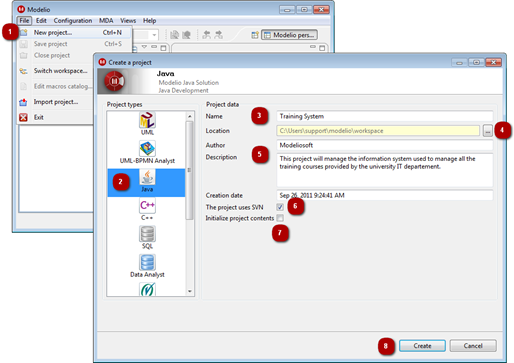 Modelio
File Edit Configuration MDA Views Help
1
New project... Ctrl+N
Save project Ctrl+S
Close project
Switch workspace...
Edit macros catalog...
Import project...
Exit
Modelio pers...
Create a project
Java
Modelio Java Solution
Java Development
Project types
UML
UML-BPMN Analyst
2
Java
C++
C++
SQL
Data Analyst
Project data
3
Name Training System
Location C:\Users\support\modelio\workspace ...
4
Author Modeliosoft
5
Description This project will manage the information system used to manage all the
training courses provided by the university IT departement.
Creation date Sep 26, 2011 9:24:41 AM
The project uses SVN
6
Initialize project contents
7
8
Create Cancel